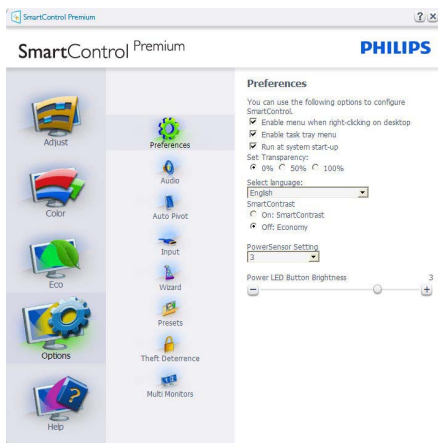 SmartControl Premium
SmartControl Premium
PHILIPS
Adjust
Color
Eco
Options
Help
Preferences
Audio
Auto Pivot
Input
Wizard
Presets
Theft Deterrence
Multi Monitors
Preferences
You can use the following options to configure
SmartControl.
Enable menu when right-clicking on desktop
Enable task tray menu
Run at system start-up
Set Transparency:
0% 50% 100%
Select language:
English
SmartContrast
On: SmartContrast
Off: Economy
PowerSensor Setting
3
Power LED Button Brightness 3